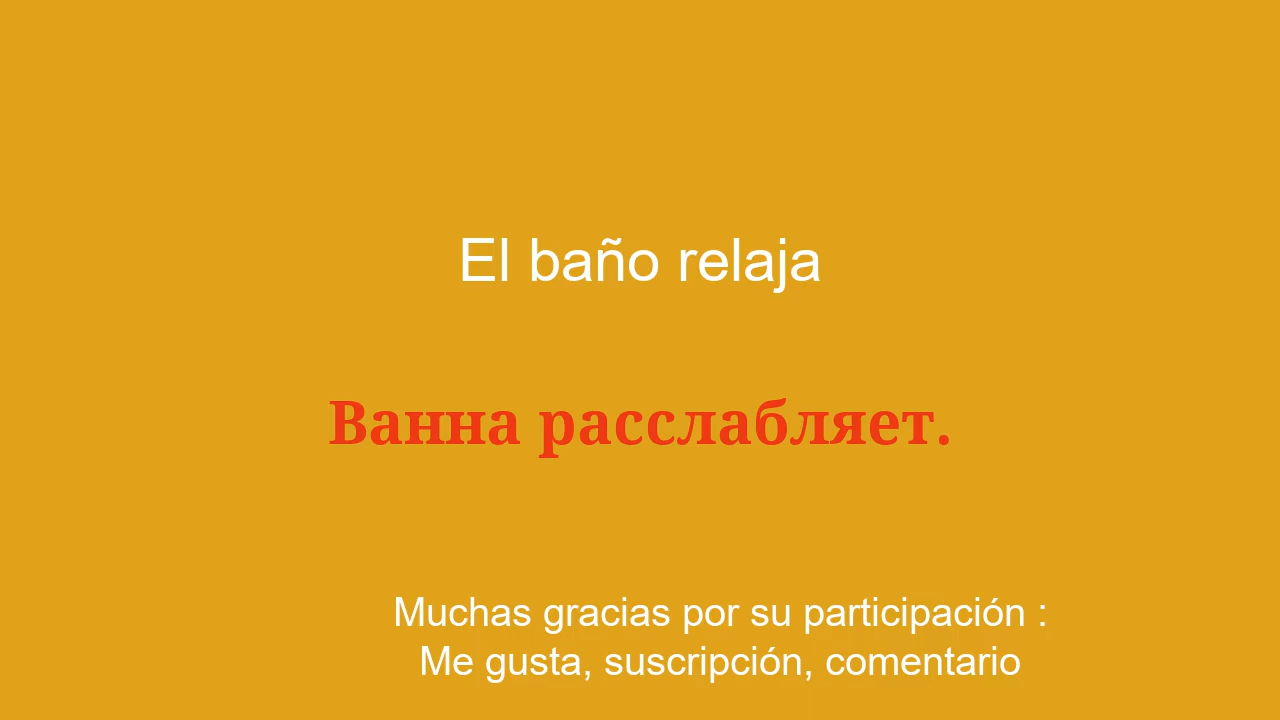 El baño relaja
Ванна расслабляет.
Muchas gracias por su participación :
Me gusta, suscripción, comentario